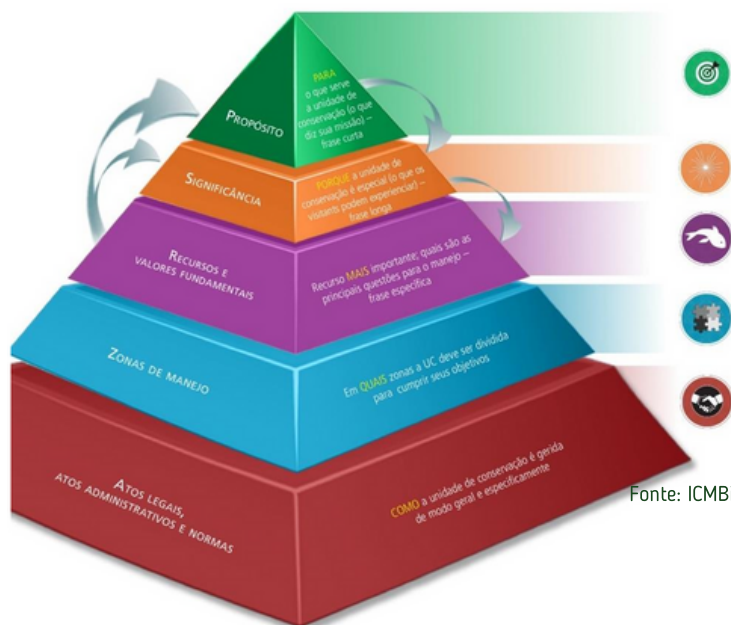 PROPÓSITO
PARA
o que serve
a unidade de
conservação (o que
diz sua missão) –
frase curta
SIGNIFICÂNCIA
PORQUE a unidade de
conservação é especial (o que os
visitants podem experienciar) –
frase longa
RECURSOS E
VALORES FUNDAMENTAIS
Recurso MAIS importante; quais são as
principais questões para o manejo –
frase específica
ZONAS DE MANEJO
Em QUAIS zonas a UC deve ser dividida
para cumprir seus objetivos
ATOS LEGAIS,
ATOS ADMINISTRATIVOS E NORMAS
COMO a unidade de conservação é gerida
de modo geral e especificamente
Fonte: ICMB